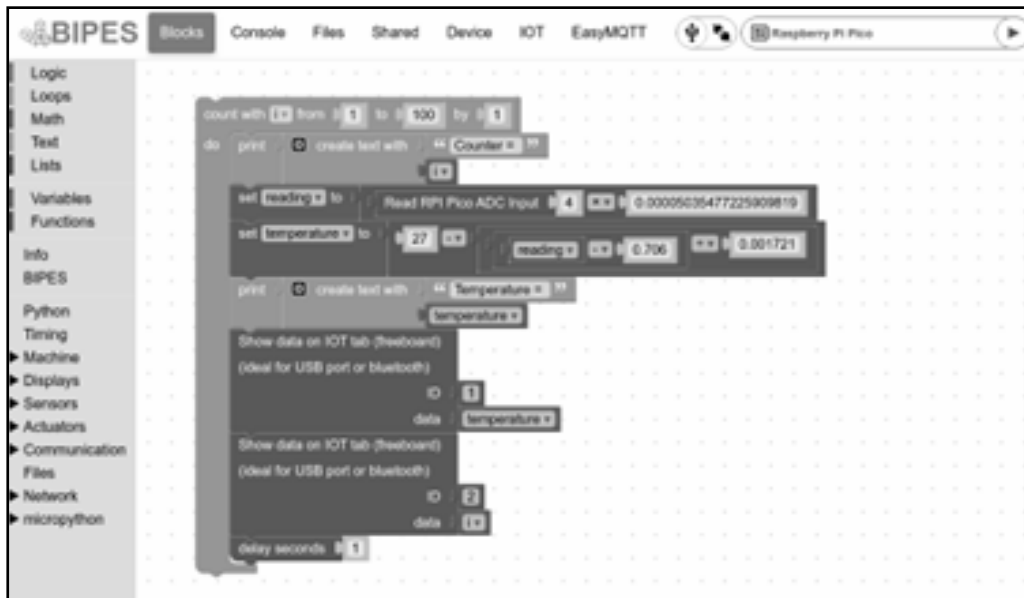 BIPES Blocks Console Files Shared Device IOT EasyMQTT Raspberry Pi Pico
Logic
Loops
Math
Text
Lists
Variables
Functions
Info
BIPES
Python
Timing
Machine
Displays
Sensors
Actuators
Communication
Files
Network
micropython
count with i from 1 to 100 by 1
do print create text with “ Counter = ”
i
set reading to Read RPI Pico ADC Input 4 × 0.00005035477225909819
set temperature to 27 - reading - 0.706 ÷ 0.001721
print create text with “ Temperature = ”
temperature
Show data on IOT tab (freeboard)
(ideal for USB port or bluetooth)
ID 1
data temperature
Show data on IOT tab (freeboard)
(ideal for USB port or bluetooth)
ID 2
data i
delay seconds 1